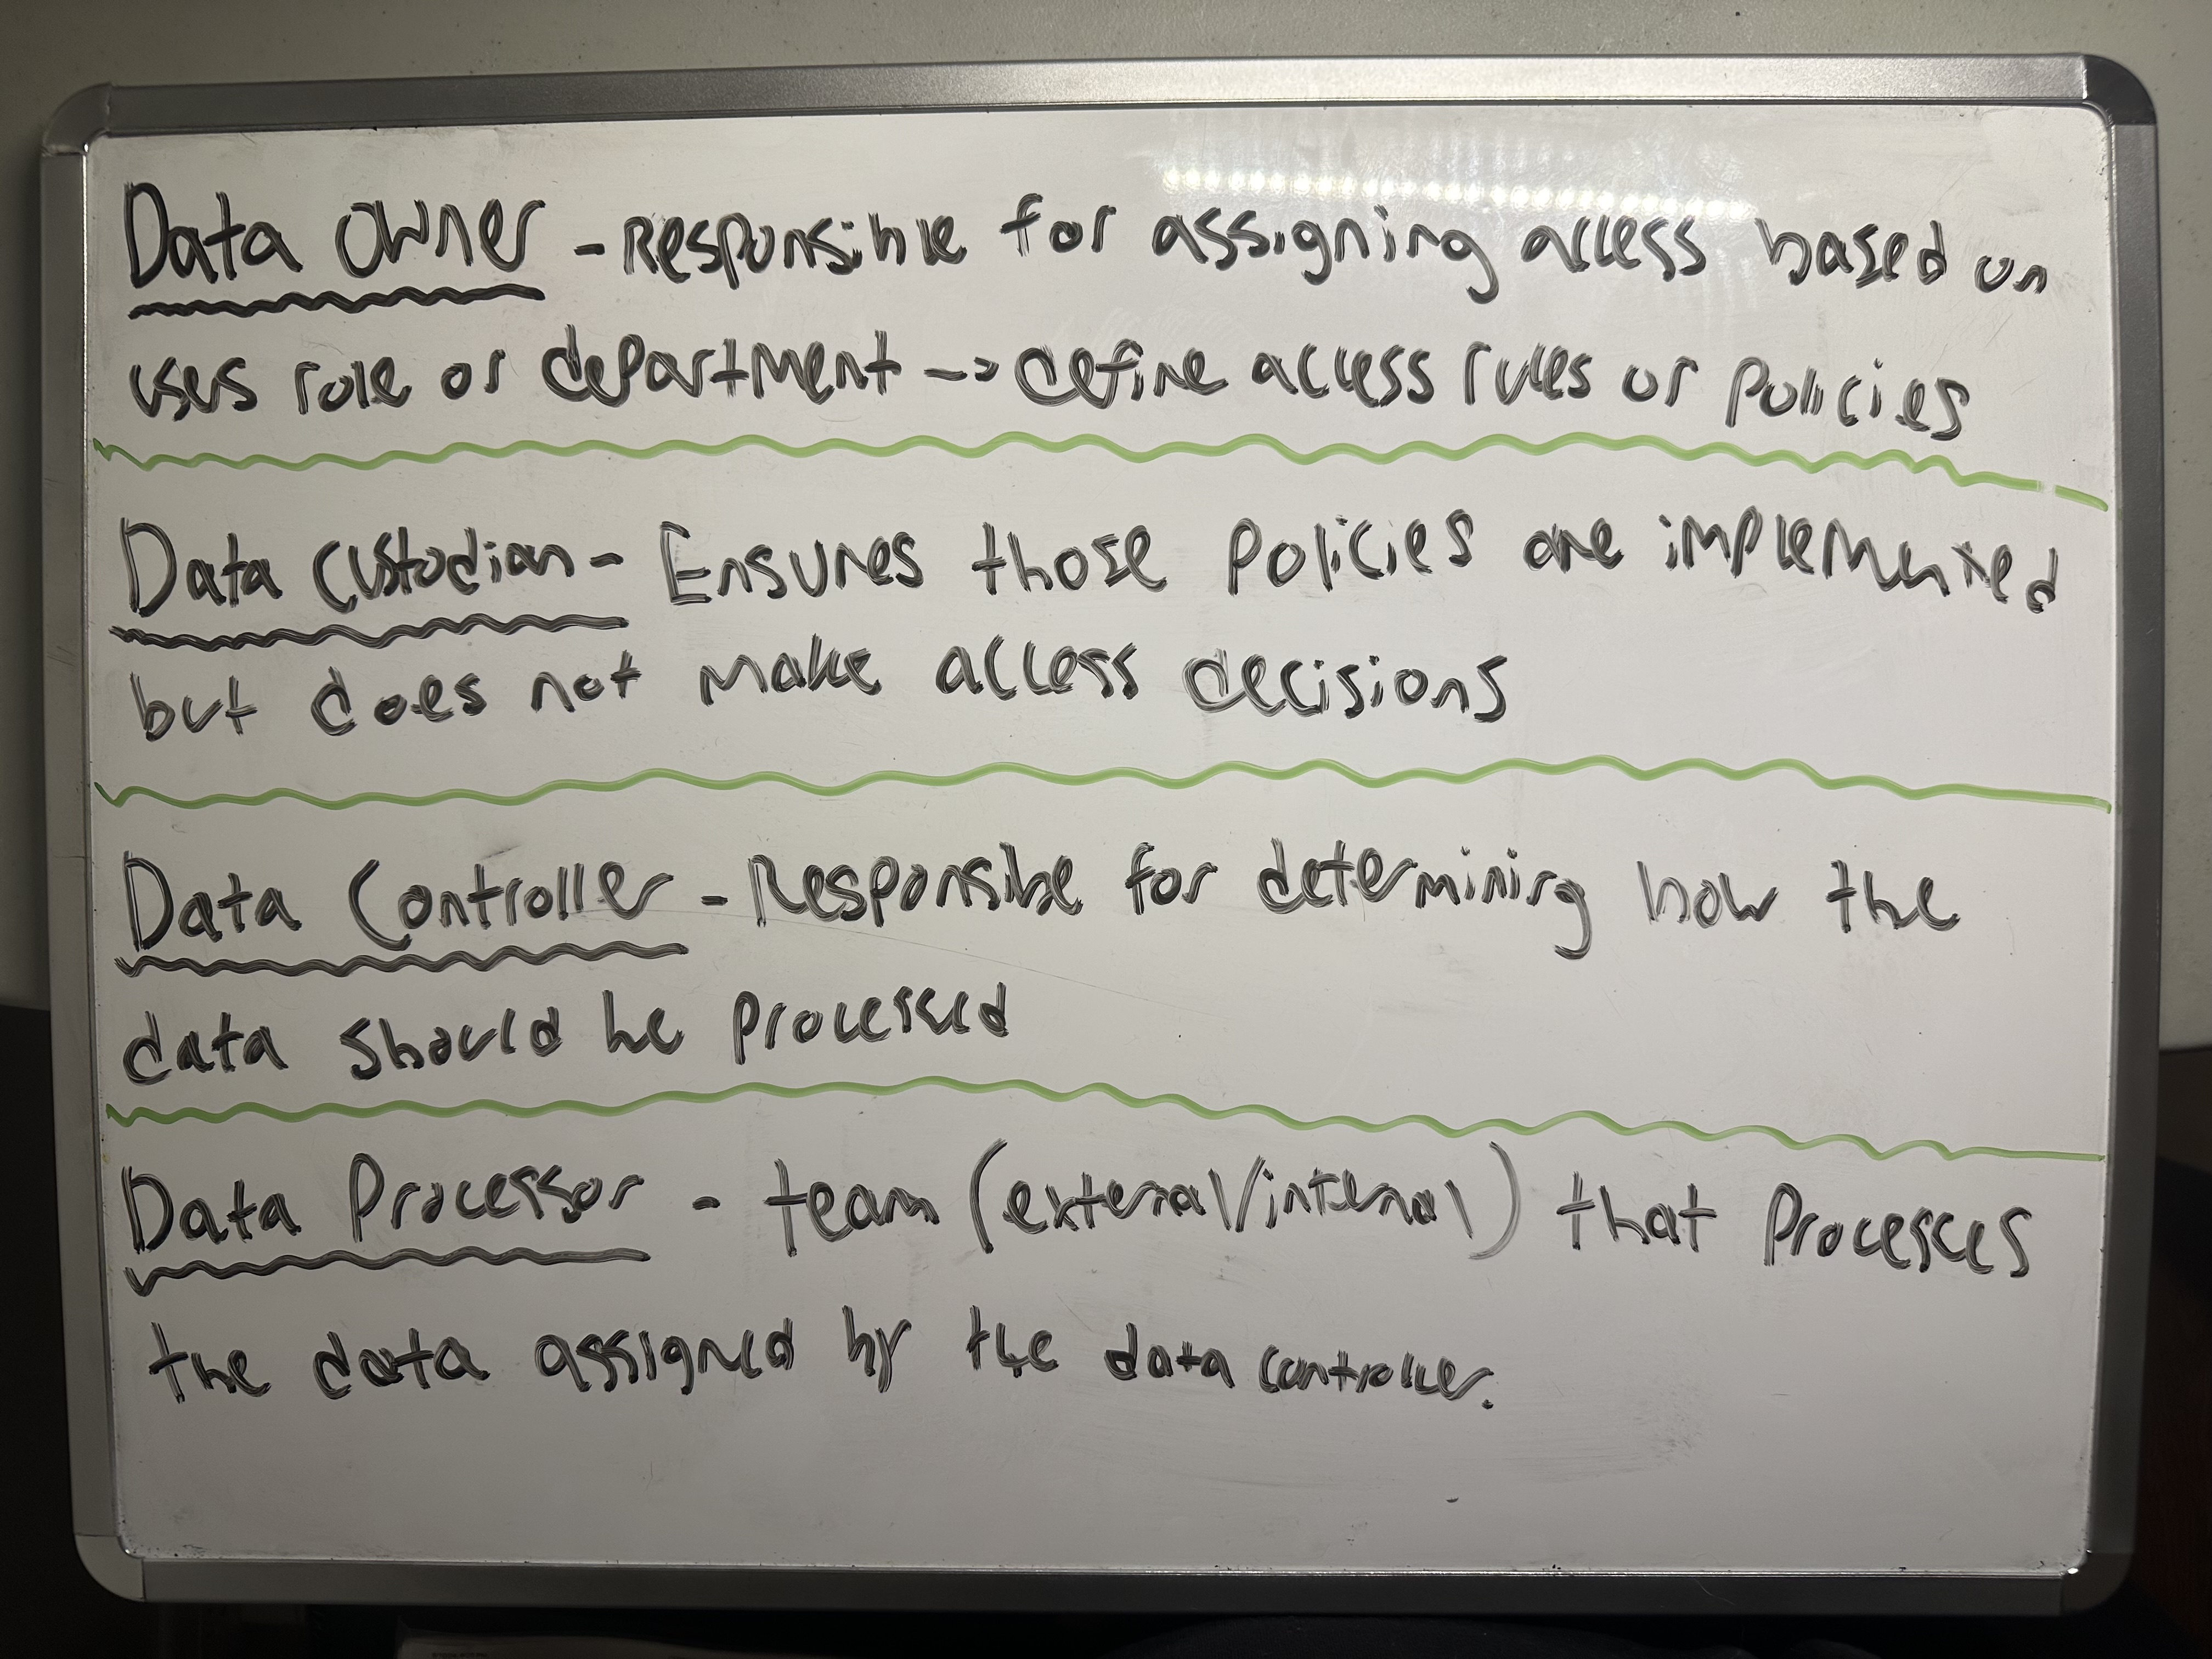 Data Owner - Responsible for assigning access based on
uses role or department -> define access rules or policies
Data Custodian - Ensures those policies are implemented
but does not make access decisions
Data Controller - Responsible for determining how the
data should be processed
Data Processor - team (external/internal) that processes
the data assigned by the data controller.